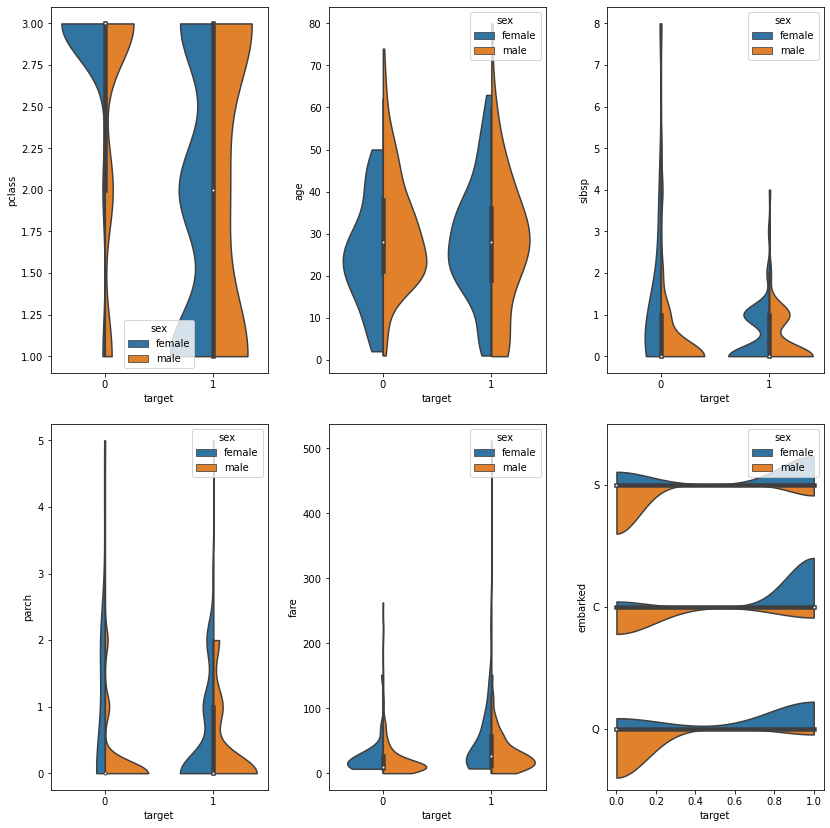 3.00
2.75
2.50
2.25
2.00
1.75
1.50
1.25
1.00
pclass
0
1
target
sex
female
male
80
70
60
50
40
30
20
10
0
age
0
1
target
sex
female
male
8
7
6
5
4
3
2
1
0
sibsp
0
1
target
sex
female
male
5
4
3
2
1
0
parch
0
1
target
sex
female
male
500
400
300
200
100
0
fare
0
1
target
sex
female
male
S
C
Q
embarked
0.0 0.2 0.4 0.6 0.8 1.0
target
sex
female
male